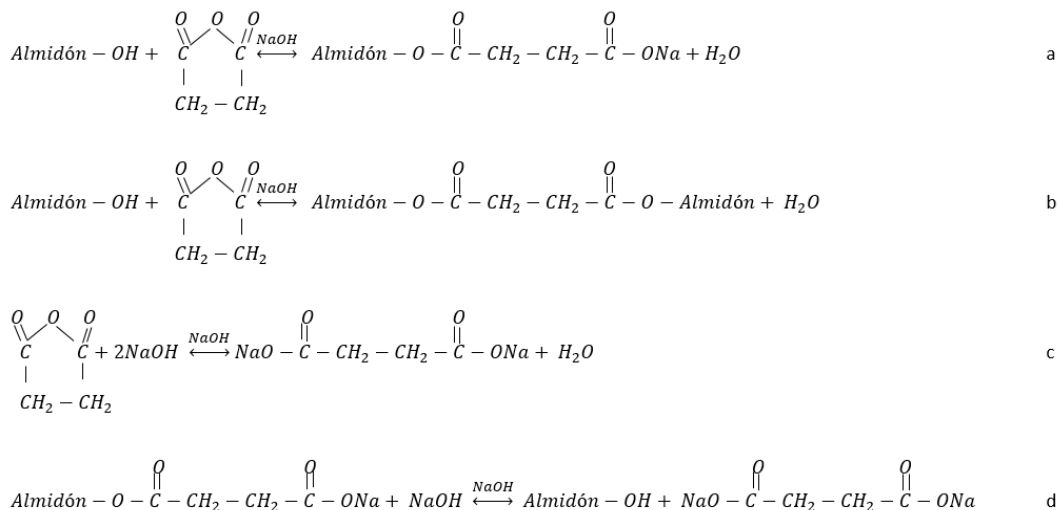 O O O O O
Almidón − OH + C C NaOH ⟷ Almidón − O − C − CH₂ − CH₂ − C − ONa + H₂O a
CH₂ − CH₂
O O O O O
Almidón − OH + C C NaOH ⟷ Almidón − O − C − CH₂ − CH₂ − C − O − Almidón + H₂O b
CH₂ − CH₂
O O O O O
C C + 2NaOH NaOH ⟷ NaO − C − CH₂ − CH₂ − C − ONa + H₂O c
CH₂ − CH₂
O O O O
Almidón − O − C − CH₂ − CH₂ − C − ONa + NaOH NaOH ⟷ Almidón − OH + NaO − C − CH₂ − CH₂ − C − ONa d